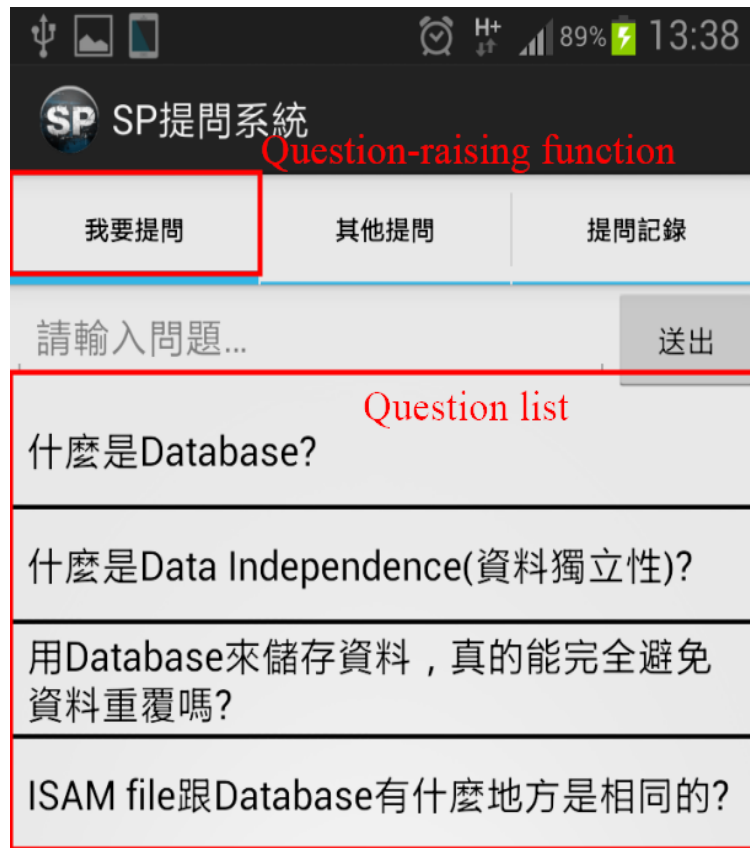 H+ 89% 13:38
SP SP提問系統
Question-raising function
我要提問 其他提問 提問記錄
請輸入問題... 送出
Question list
什麼是Database?
什麼是Data Independence(資料獨立性)?
用Database來儲存資料，真的能完全避免
資料重覆嗎?
ISAM file跟Database有什麼地方是相同的?